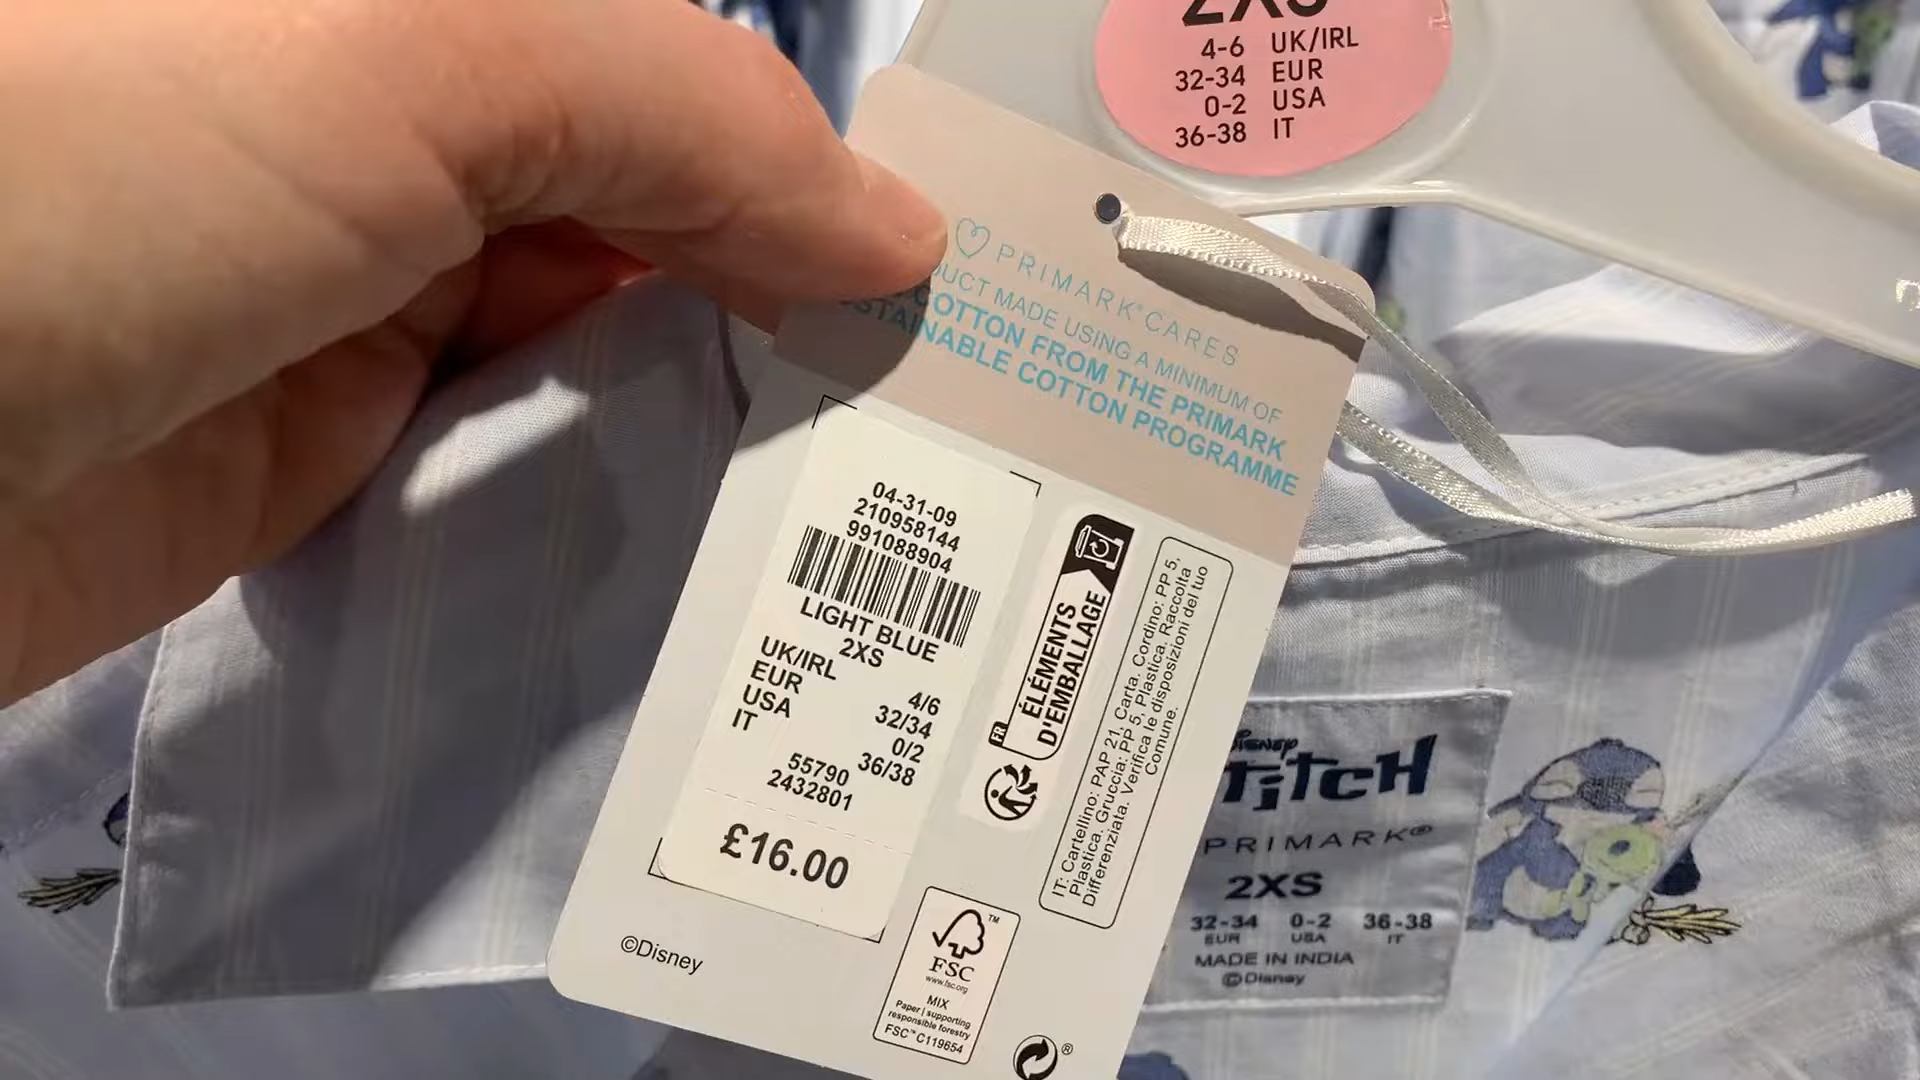 2XS
4-6 UK/IRL
32-34 EUR
0-2 USA
36-38 IT
PRIMARK® CARES
MADE USING A MINIMUM OF
COTTON FROM THE PRIMARK
COTTON PROGRAMME
04-31-09
210958144
991088904
LIGHT BLUE
2XS
UK/IRL 4/6
EUR 32/34
USA 0/2
IT 36/38
55790
2432801
£16.00
©Disney
FR
ÉLÉMENTS
D'EMBALLAGE
IT: Cartellino: PAP 21, Carta. Cordino: PP 5,
Plastica. Gruccia: PP 5, Plastica. Raccolta
Differenziata. Verifica le disposizioni del tuo
Comune.
FSC™
www.fsc.org
MIX
Paper | supporting
responsible forestry
FSC™ C119654
®
DISNEY
STITCH
PRIMARK®
2XS
32-34 0-2 36-38
EUR USA IT
MADE IN INDIA
©Disney